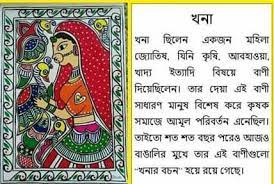 খনা
খনা ছিলেন একজন মহিলা
জ্যোতিষ, যিনি কৃষি, আবহাওয়া,
খাদ্য ইত্যাদি বিষয়ে বাণী
দিয়েছিলেন। তার দেয়া এই বাণী
সাধারণ মানুষ বিশেষ করে কৃষক
সমাজে আমূল পরিবর্তন এনেছিল।
তাইতো শত শত বছর পরেও আজও
বাঙালির মুখে তার এই বাণীগুলো
“খনার বচন” হয়ে রয়ে গেছে।